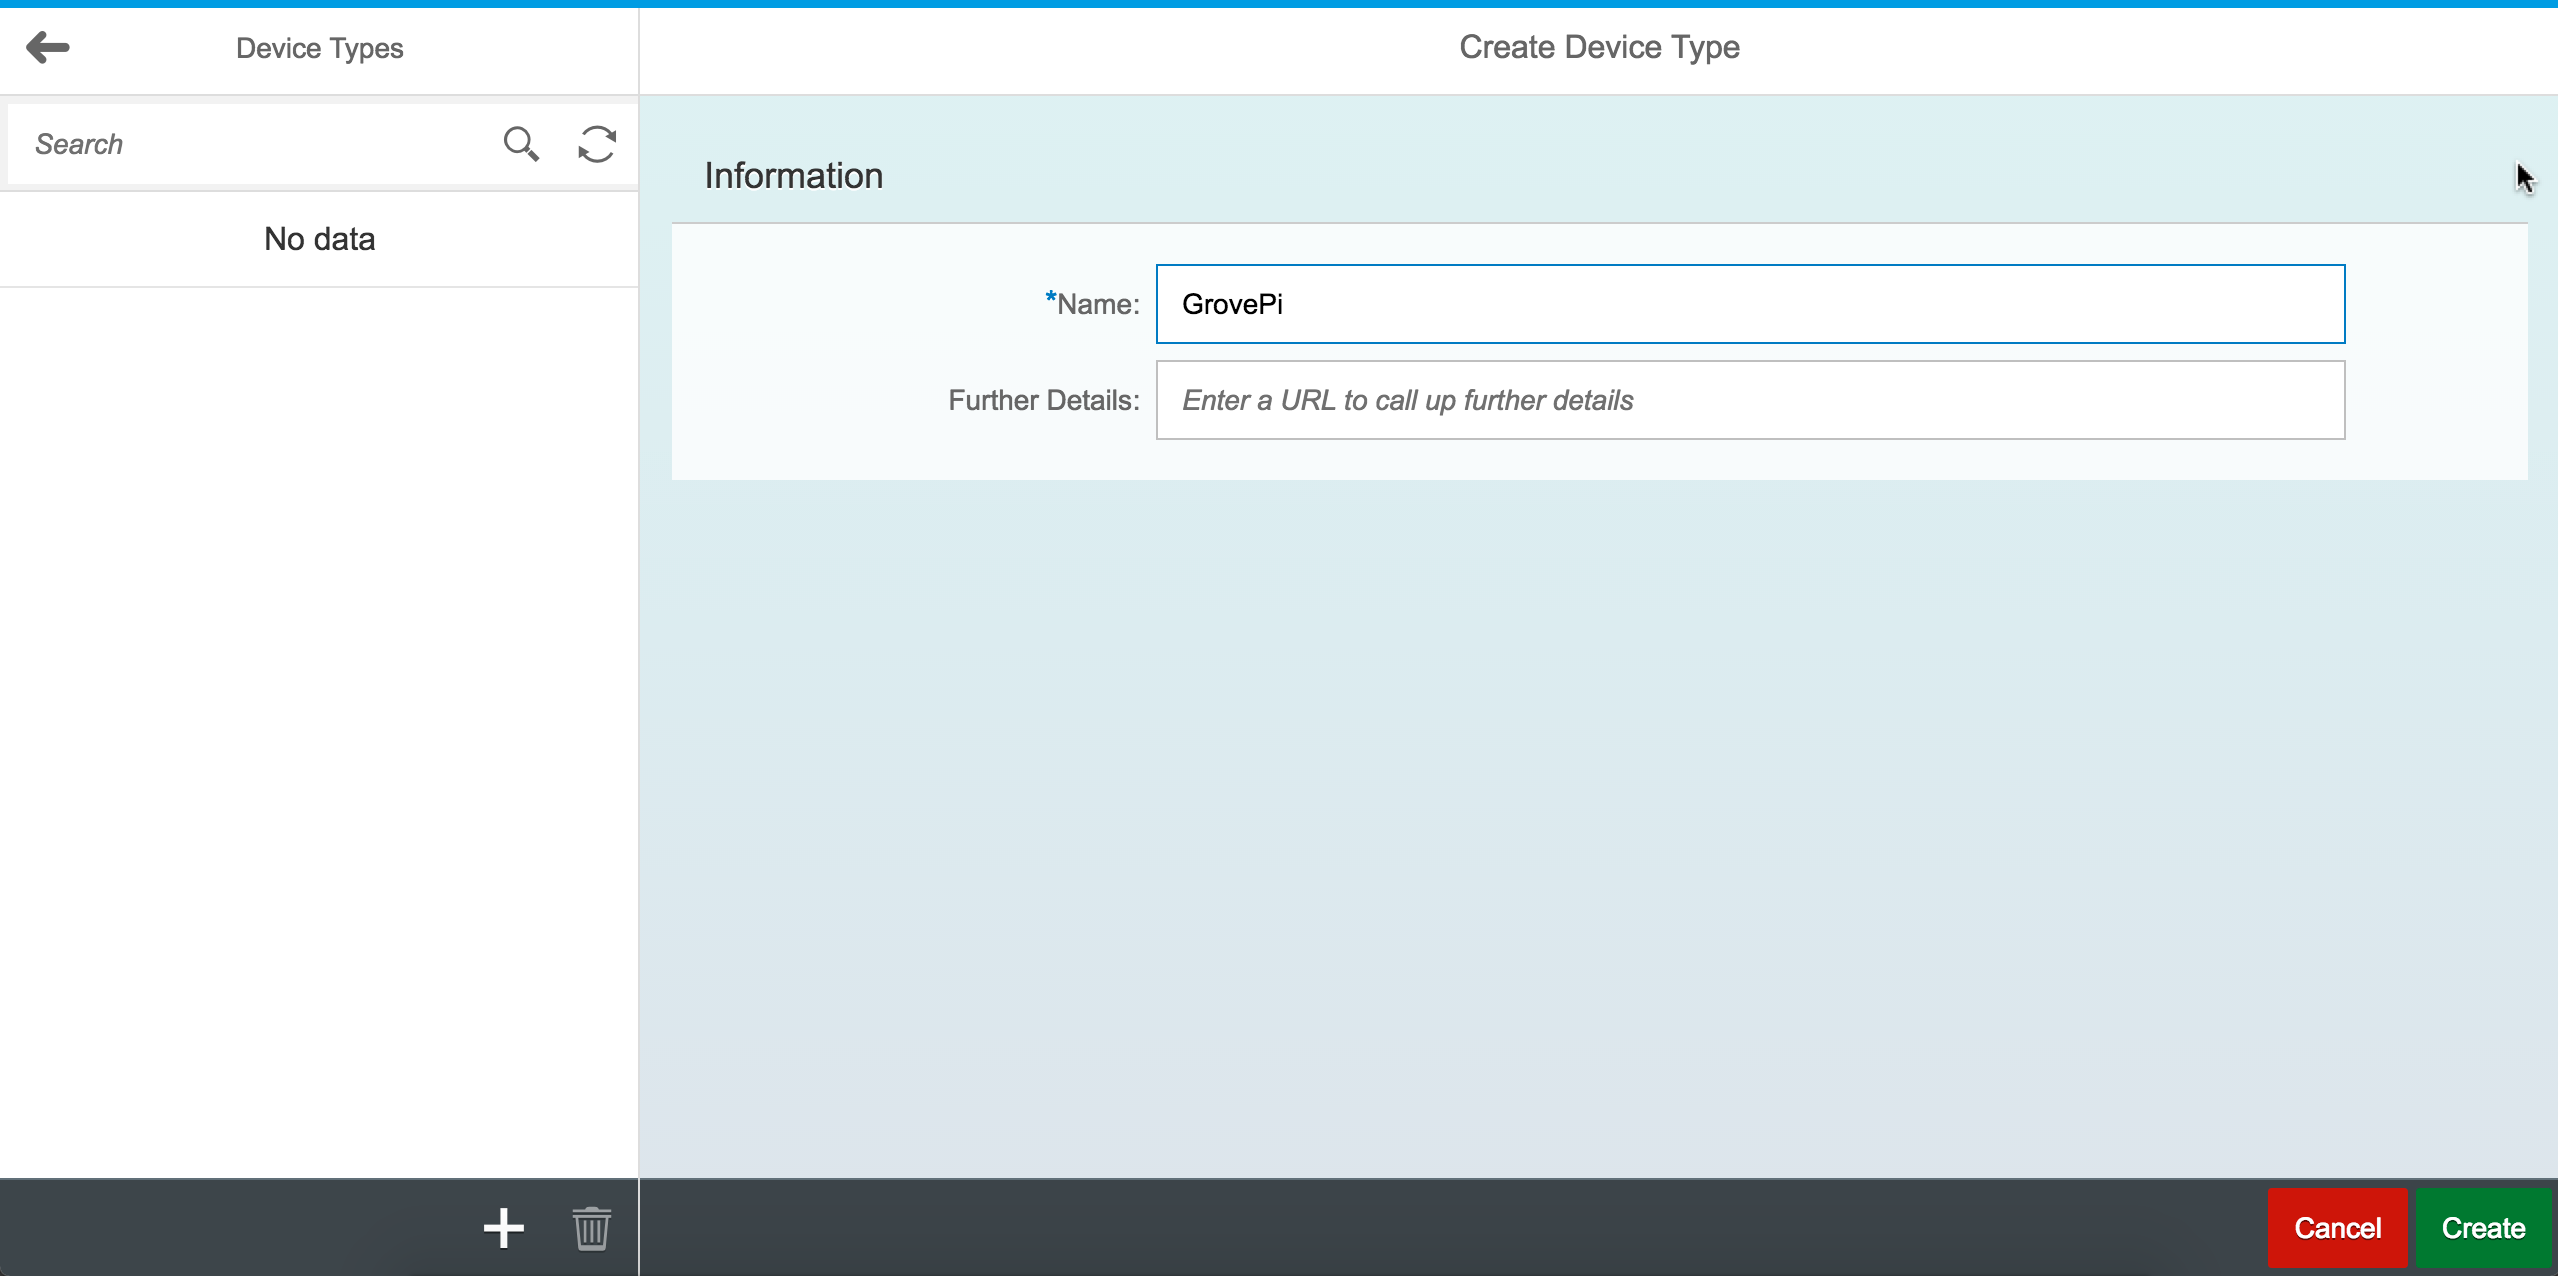 Device Types
Create Device Type
Search
No data
Information
*Name: GrovePi
Further Details: Enter a URL to call up further details
Cancel Create